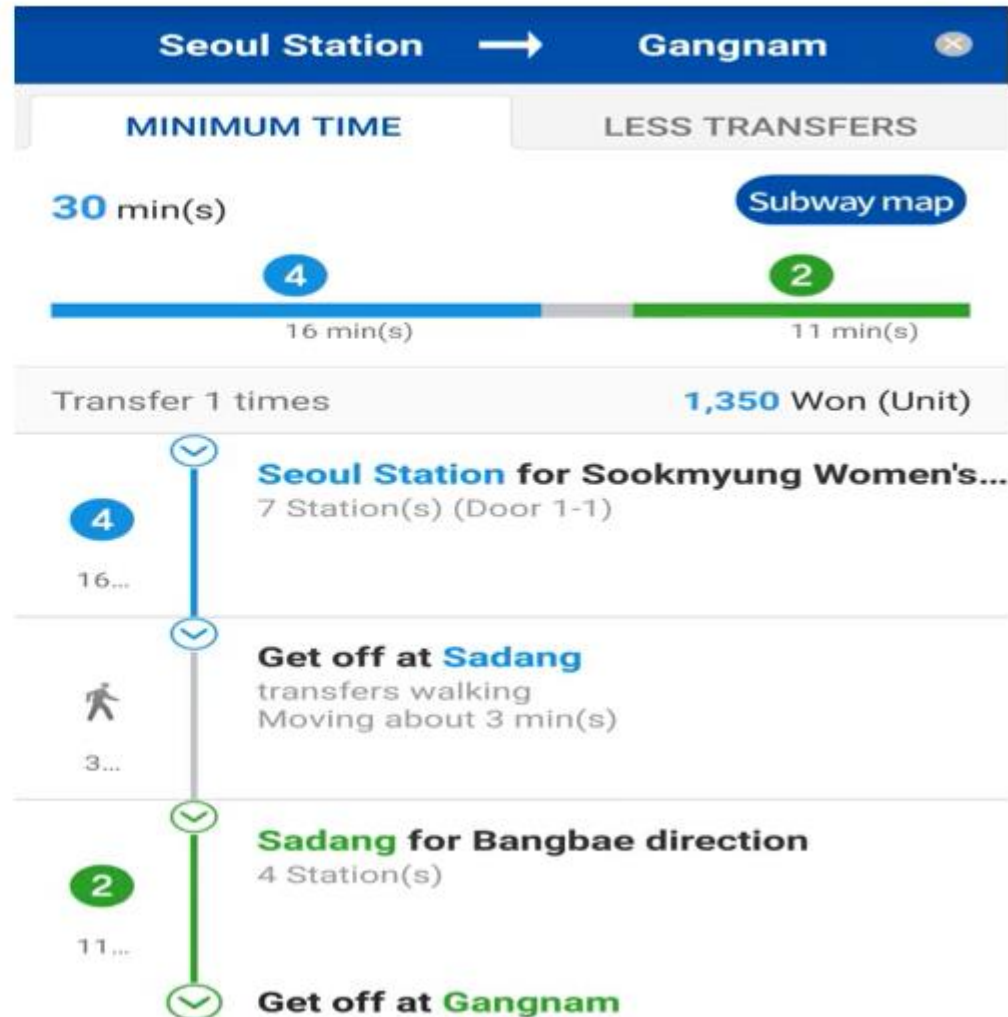 Seoul Station → Gangnam
MINIMUM TIME LESS TRANSFERS
30 min(s) Subway map
4 2
16 min(s) 11 min(s)
Transfer 1 times 1,350 Won (Unit)
Seoul Station for Sookmyung Women's...
7 Station(s) (Door 1-1)
4
16...
Get off at Sadang
transfers walking
Moving about 3 min(s)
3...
Sadang for Bangbae direction
4 Station(s)
2
11...
Get off at Gangnam